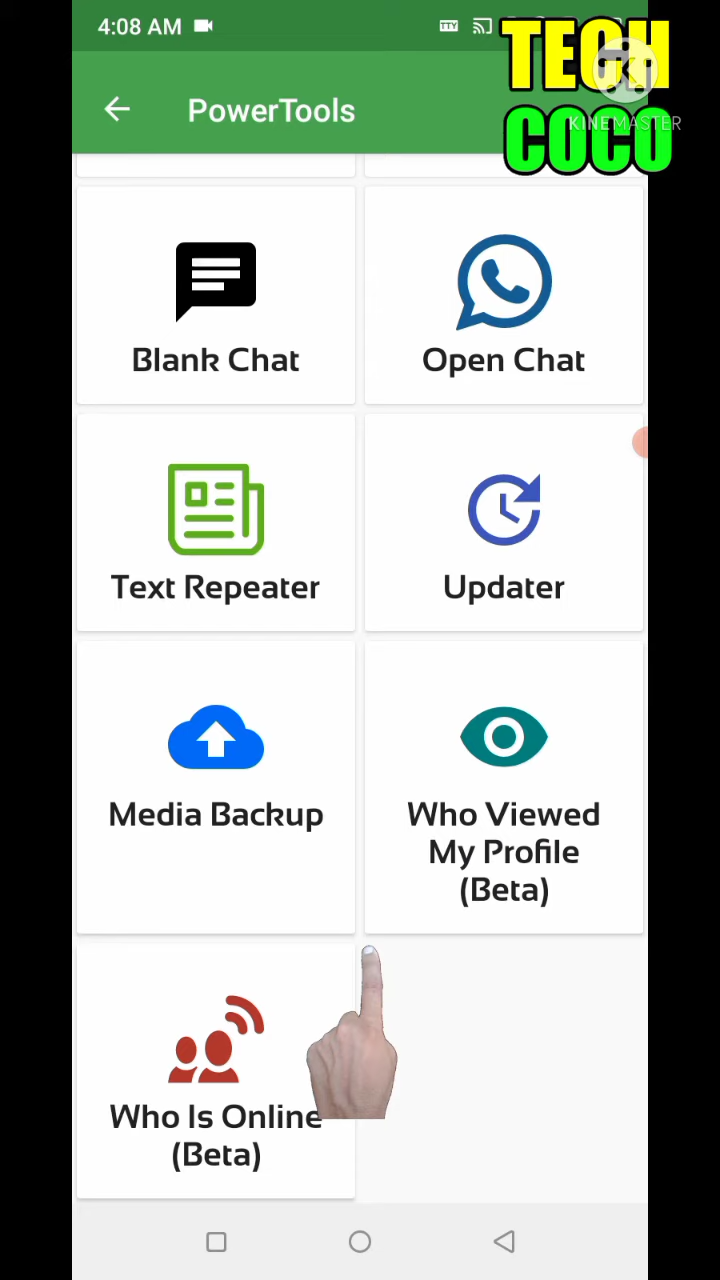 4:08 AM
TTY
TECH
COCO
KINEMASTER
PowerTools
Blank Chat
Open Chat
Text Repeater
Updater
Media Backup
Who Viewed
My Profile
(Beta)
Who Is Online
(Beta)